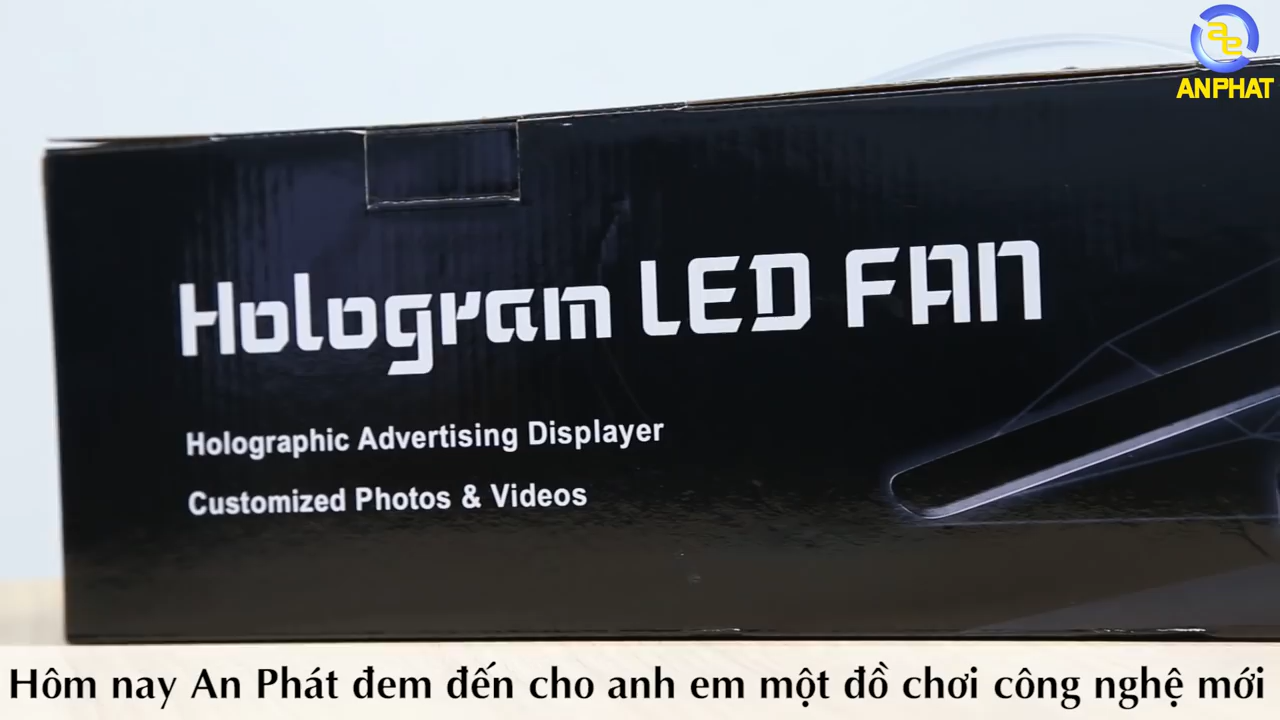 ANPHAT
Hologram LED FAN
Holographic Advertising Displayer
Customized Photos & Videos
Hôm nay An Phát đem đến cho anh em một đồ chơi công nghệ mới